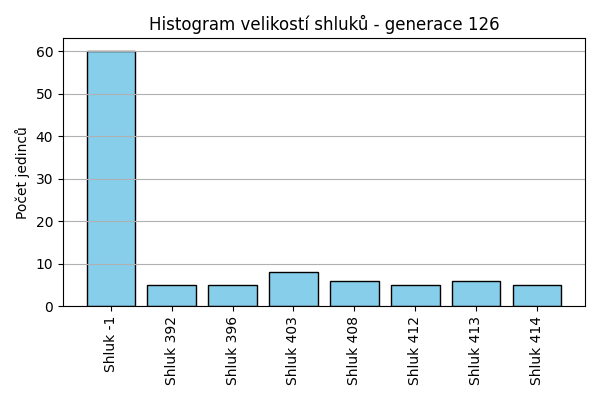 Histogram velikostí shluků - generace 126
Počet jedinců
60
50
40
30
20
10
0
Shluk -1
Shluk 392
Shluk 396
Shluk 403
Shluk 408
Shluk 412
Shluk 413
Shluk 414